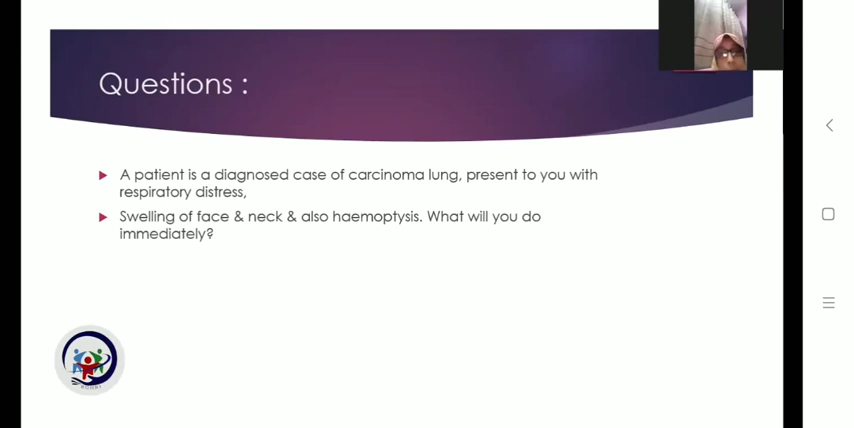 Questions :
A patient is a diagnosed case of carcinoma lung, present to you with
respiratory distress,
Swelling of face & neck & also haemoptysis. What will you do
immediately?